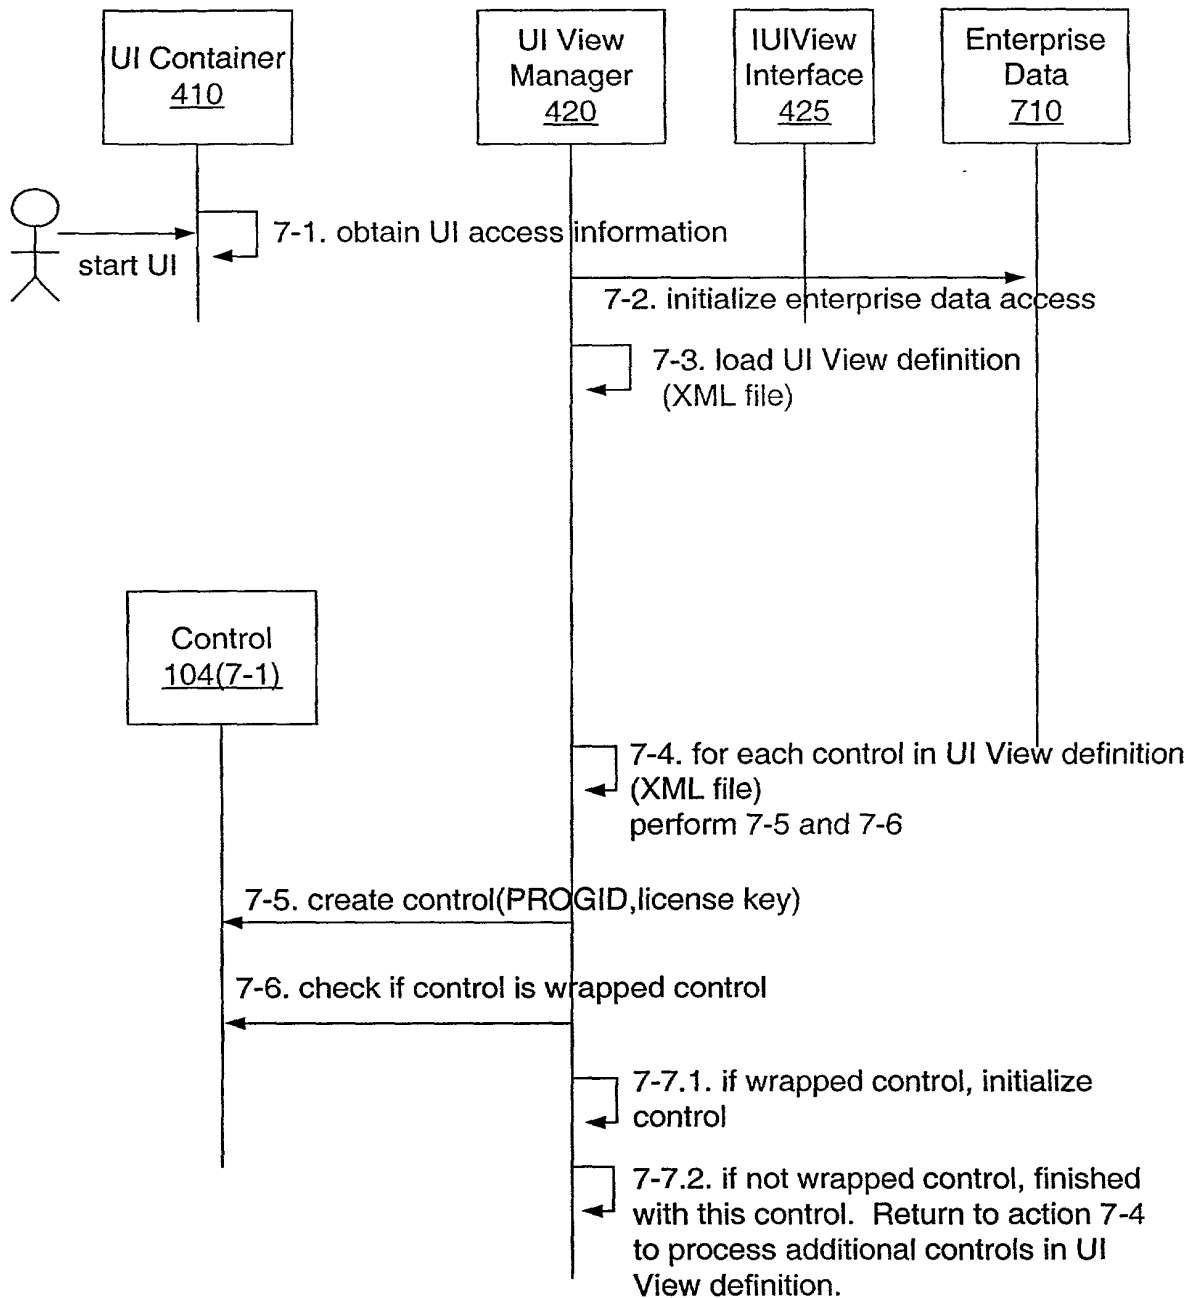 UI Container
410
UI View
Manager
420
IUIView
Interface
425
Enterprise
Data
710
start UI
7-1. obtain UI access information
7-2. initialize enterprise data access
7-3. load UI View definition
(XML file)
Control
104(7-1)
7-4. for each control in UI View definition
(XML file)
perform 7-5 and 7-6
7-5. create control(PROGID,license key)
7-6. check if control is wrapped control
7-7.1. if wrapped control, initialize
control
7-7.2. if not wrapped control, finished
with this control. Return to action 7-4
to process additional controls in UI
View definition.